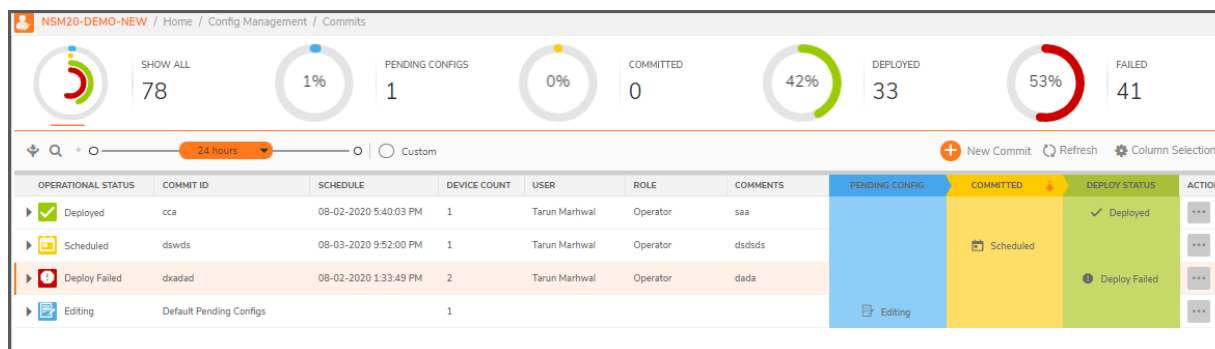 NSM20-DEMO-NEW / Home / Config Management / Commits
SHOW ALL
78
1%
PENDING CONFIGS
1
0%
COMMITTED
0
42%
DEPLOYED
33
53%
FAILED
41
24 hours Custom New Commit Refresh Column Selection
OPERATIONAL STATUS COMMIT ID SCHEDULE DEVICE COUNT USER ROLE COMMENTS PENDING CONFIG COMMITTED DEPLOY STATUS ACTIO
Deployed cca 08-02-2020 5:40:03 PM 1 Tarun Marhwal Operator saa Deployed
Scheduled dswds 08-03-2020 9:52:00 PM 1 Tarun Marhwal Operator dsdsds Scheduled
Deploy Failed dxadad 08-02-2020 1:33:49 PM 2 Tarun Marhwal Operator dada Deploy Failed
Editing Default Pending Configs 1 Editing